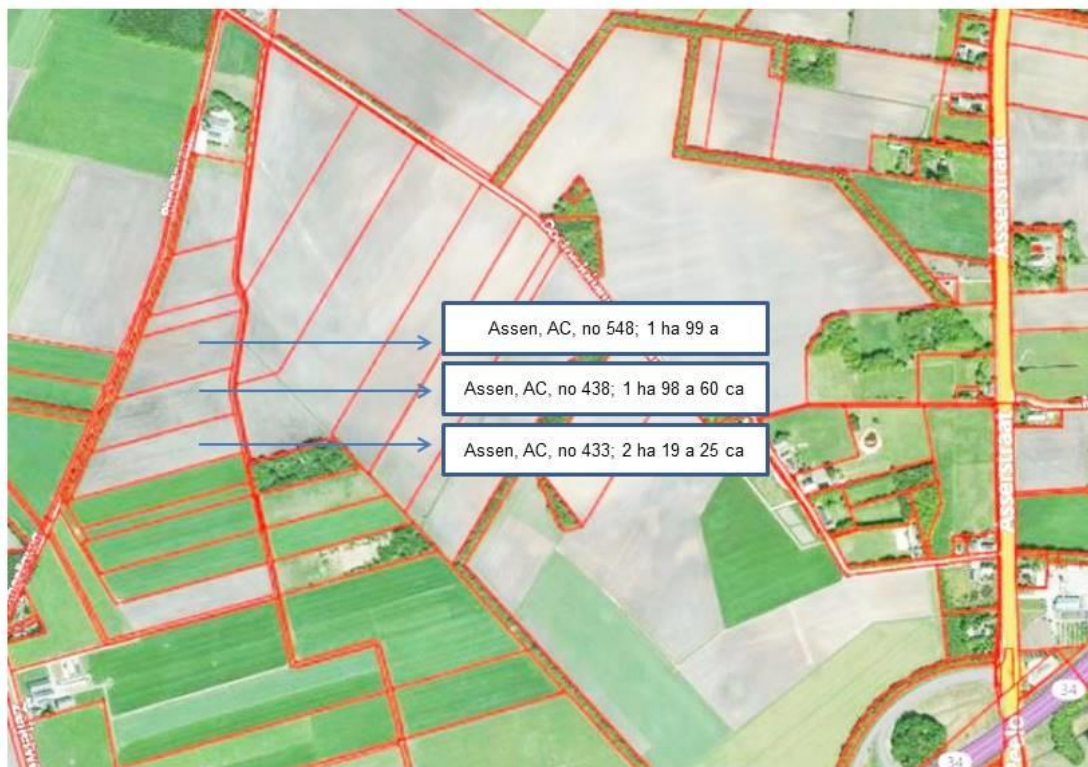 Asserstraat
Assen, AC, no 548; 1 ha 99 a
Assen, AC, no 438; 1 ha 98 a 60 ca
Assen, AC, no 433; 2 ha 19 a 25 ca
Asserstraat
34
34